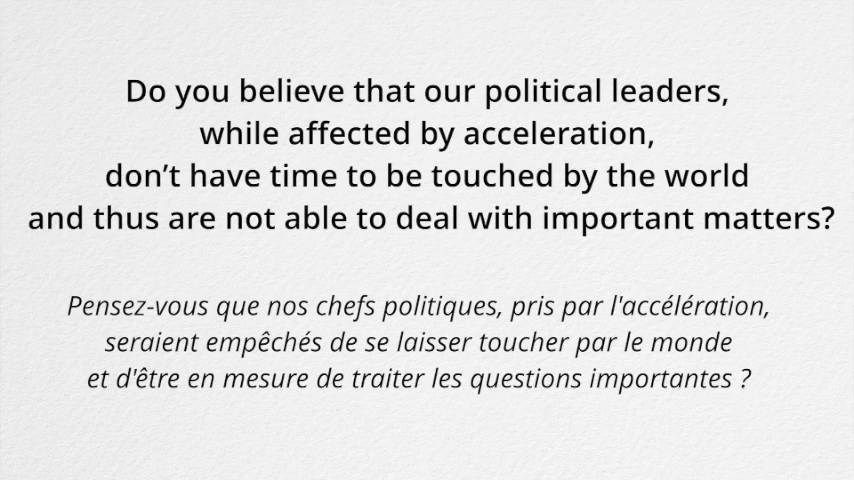 Do you believe that our political leaders,
while affected by acceleration,
don’t have time to be touched by the world
and thus are not able to deal with important matters?
Pensez-vous que nos chefs politiques, pris par l'accélération,
seraient empêchés de se laisser toucher par le monde
et d'être en mesure de traiter les questions importantes ?